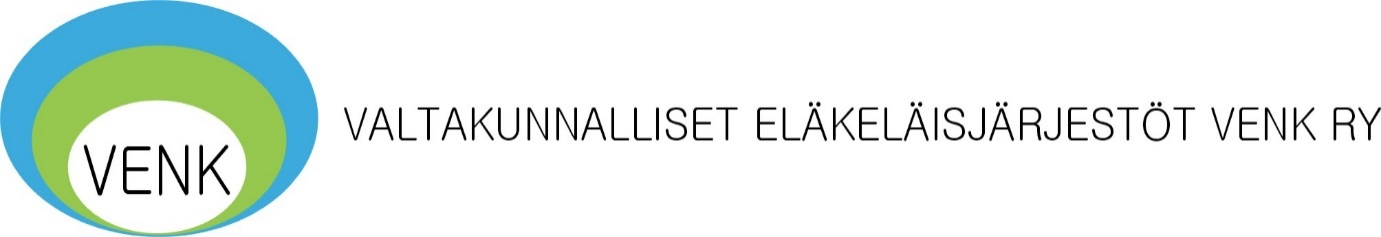 VENK
VALTAKUNNALLISET ELÄKELÄISJÄRJESTÖT VENK RY